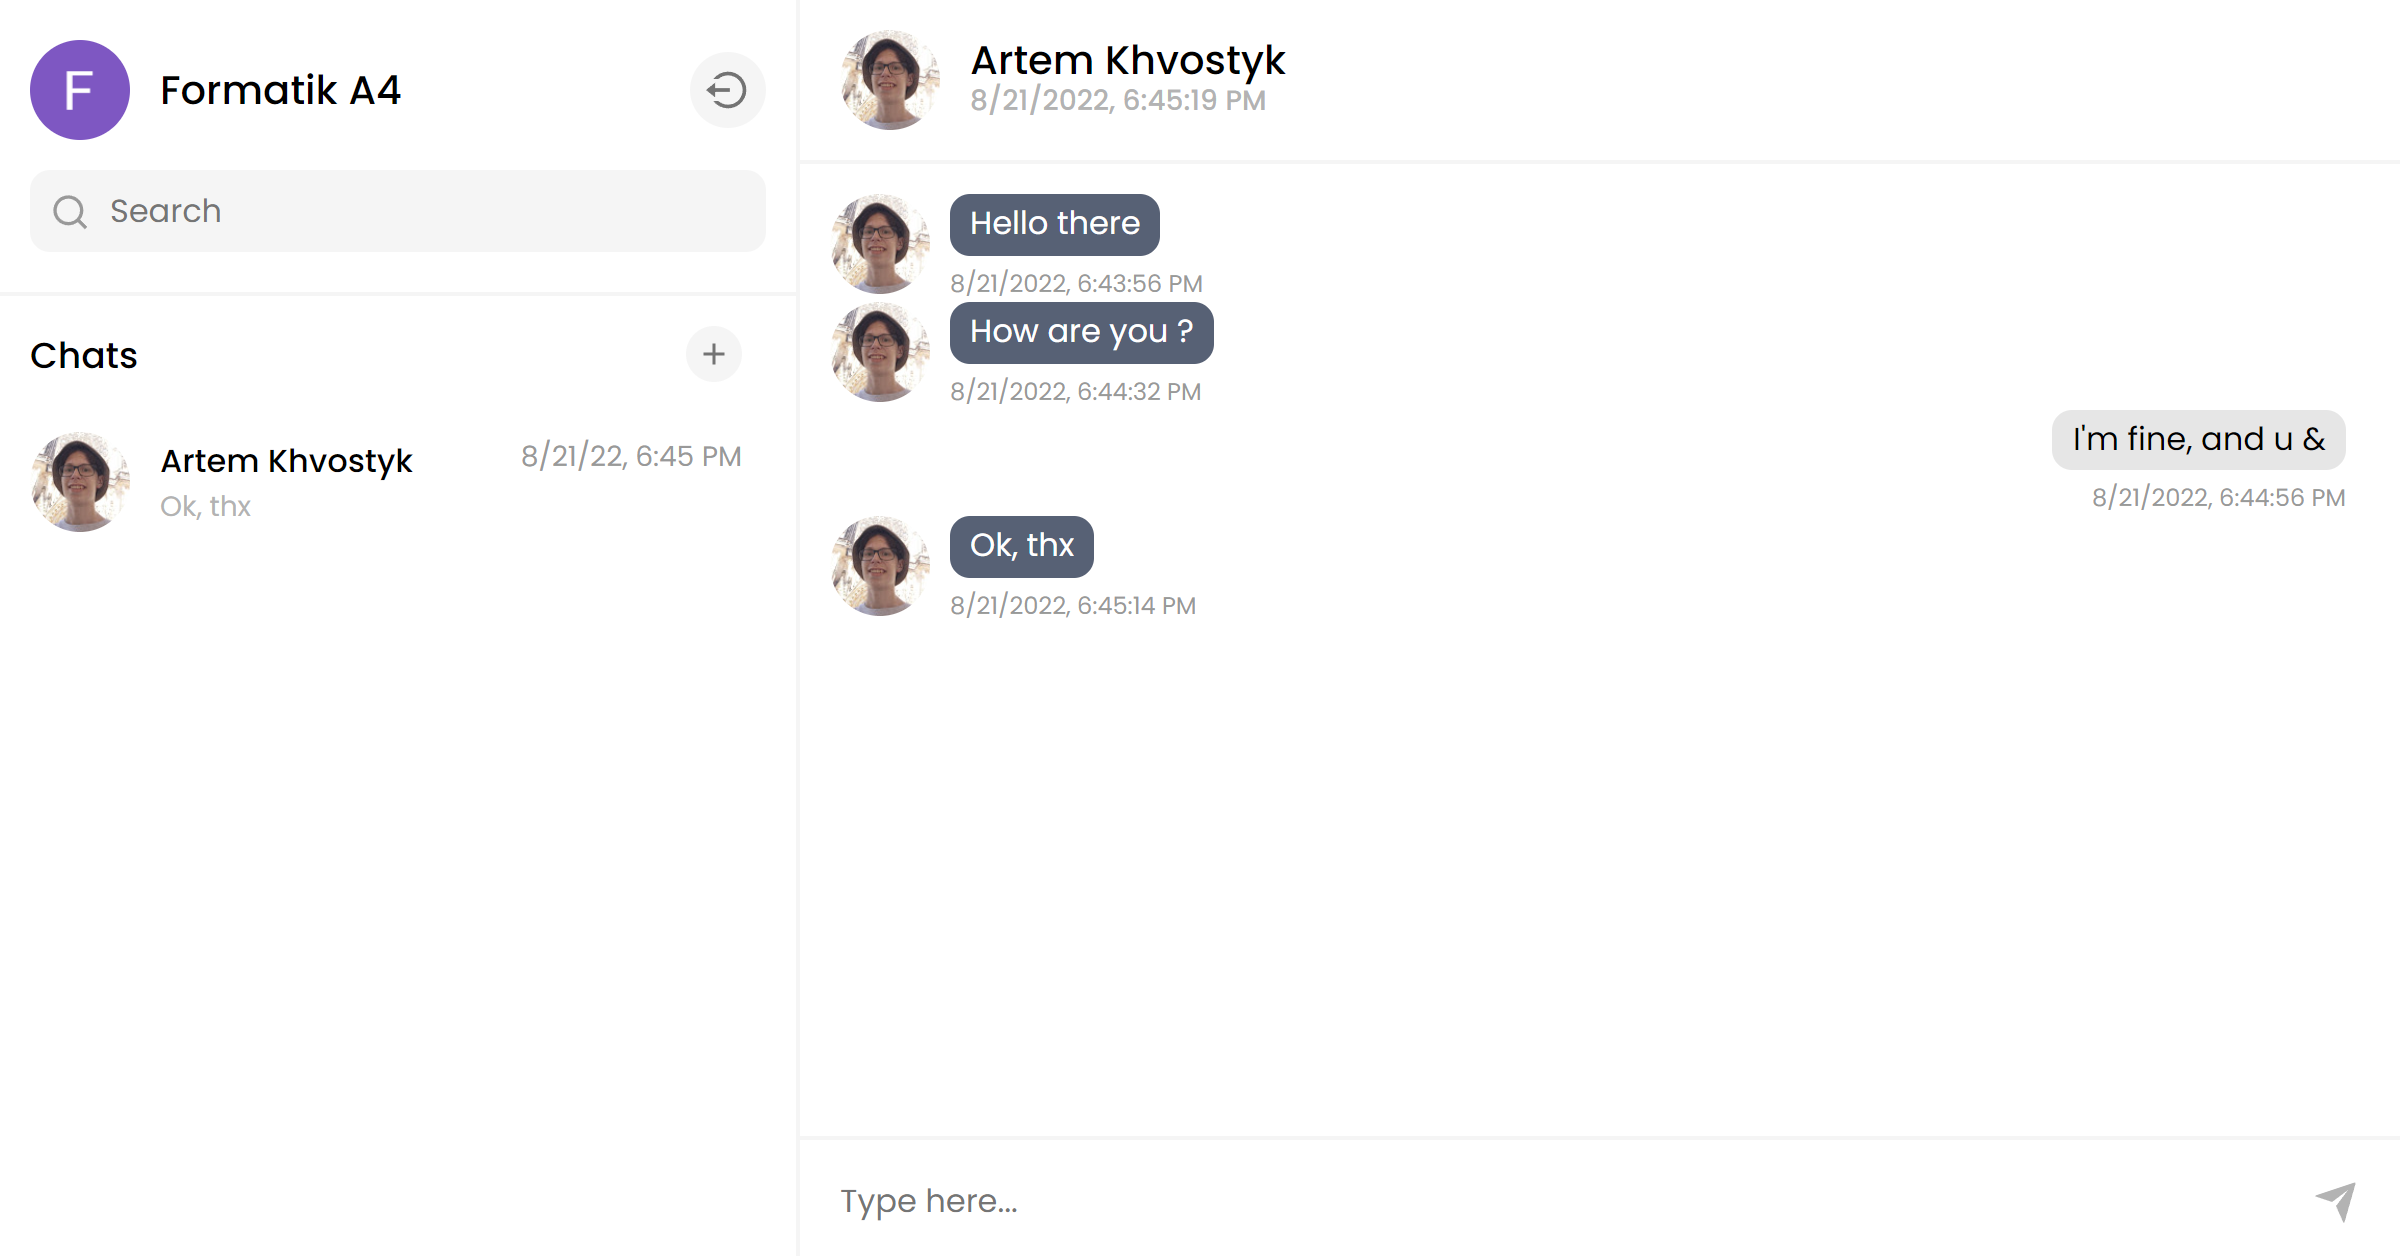 F
Formatik A4
Search
Chats
Artem Khvostyk
8/21/22, 6:45 PM
Ok, thx
Artem Khvostyk
8/21/2022, 6:45:19 PM
Hello there
8/21/2022, 6:43:56 PM
How are you ?
8/21/2022, 6:44:32 PM
I'm fine, and u &
8/21/2022, 6:44:56 PM
Ok, thx
8/21/2022, 6:45:14 PM
Type here...